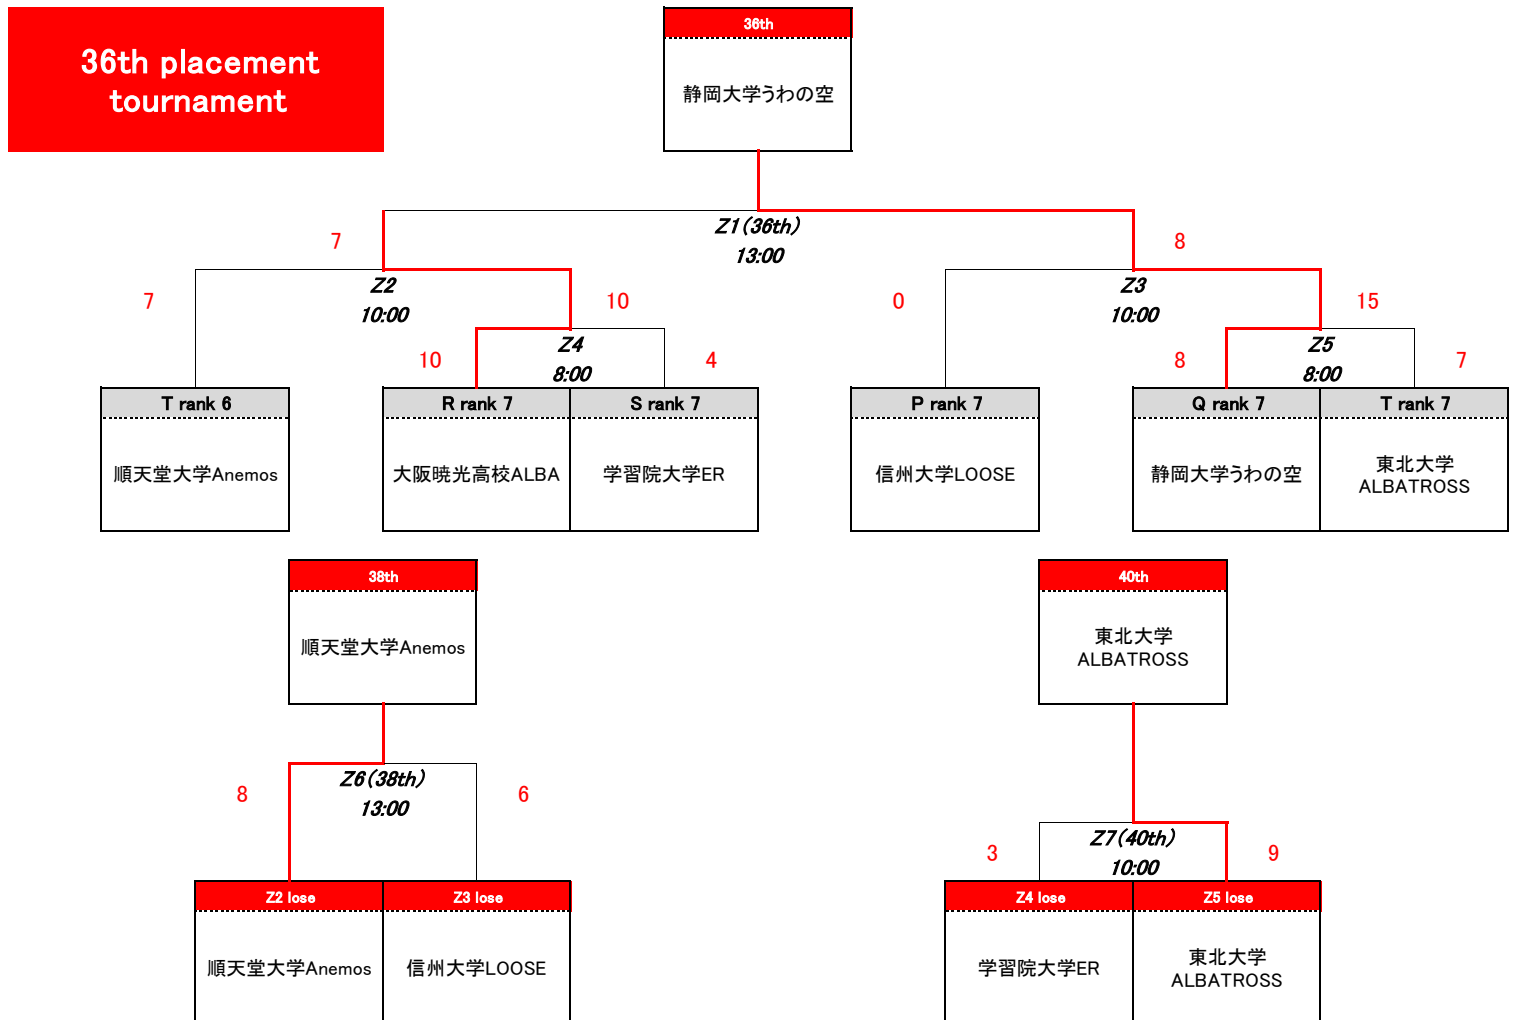 36th placement
tournament
36th
静岡大学うわの空
Z1(36th)
13:00
7
8
Z2
10:00
7
10
Z3
10:00
0
15
Z4
8:00
10
4
Z5
8:00
8
7
T rank 6
R rank 7
S rank 7
P rank 7
Q rank 7
T rank 7
順天堂大学Anemos
大阪暁光高校ALBA
学習院大学ER
信州大学LOOSE
静岡大学うわの空
東北大学
ALBATROSS
38th
順天堂大学Anemos
40th
東北大学
ALBATROSS
Z6(38th)
13:00
8
6
Z7(40th)
10:00
3
9
Z2 lose
Z3 lose
Z4 lose
Z5 lose
順天堂大学Anemos
信州大学LOOSE
学習院大学ER
東北大学
ALBATROSS